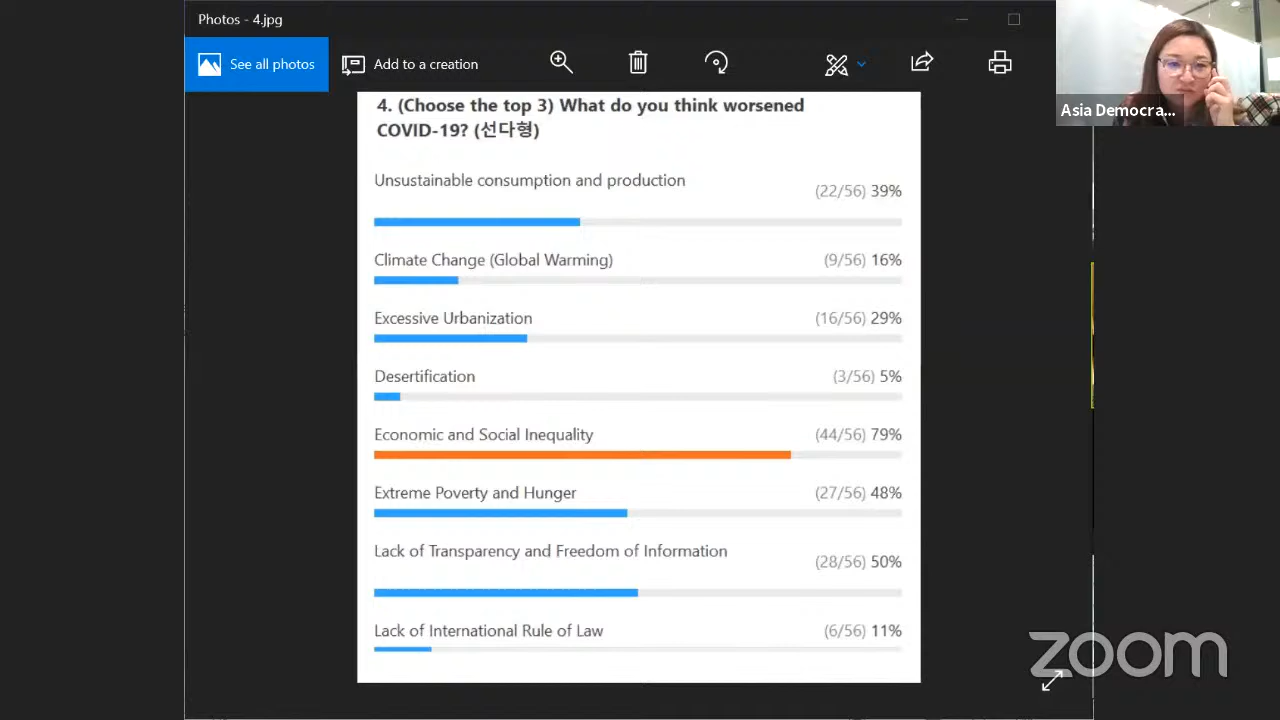 Photos - 4.jpg
See all photos
Add to a creation
Asia Democra...
4. (Choose the top 3) What do you think worsened
COVID-19? (선다형)
Unsustainable consumption and production
(22/56) 39%
Climate Change (Global Warming) (9/56) 16%
Excessive Urbanization (16/56) 29%
Desertification (3/56) 5%
Economic and Social Inequality (44/56) 79%
Extreme Poverty and Hunger (27/56) 48%
Lack of Transparency and Freedom of Information
(28/56) 50%
Lack of International Rule of Law (6/56) 11%
zoom